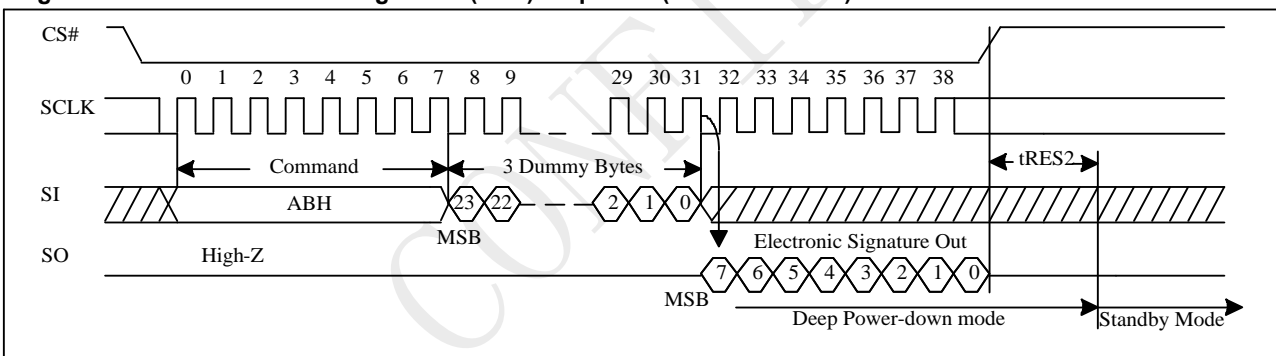 CS#
0 1 2 3 4 5 6 7 8 9 29 30 31 32 33 34 35 36 37 38
SCLK
Command 3 Dummy Bytes tRES2
SI
ABH 23 22 2 1 0
MSB
SO High-Z Electronic Signature Out
7 6 5 4 3 2 1 0
MSB
Deep Power-down mode Standby Mode